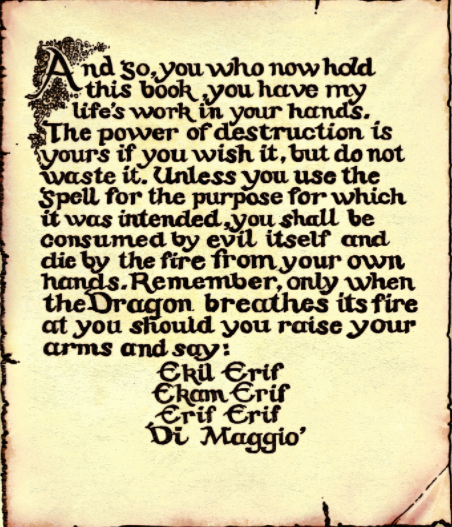 And so, you who now hold
this book, you have my
life's work in your hands.
The power of destruction is
yours if you wish it, but do not
waste it. Unless you use the
spell for the purpose for which
it was intended, you shall be
consumed by evil itself and
die by the fire from your own
hands. Remember, only when
the Dragon breathes its fire
at you should you raise your
arms and say:
Ekil Erif
Ekam Erif
Erif Erif
'Di Maggio'